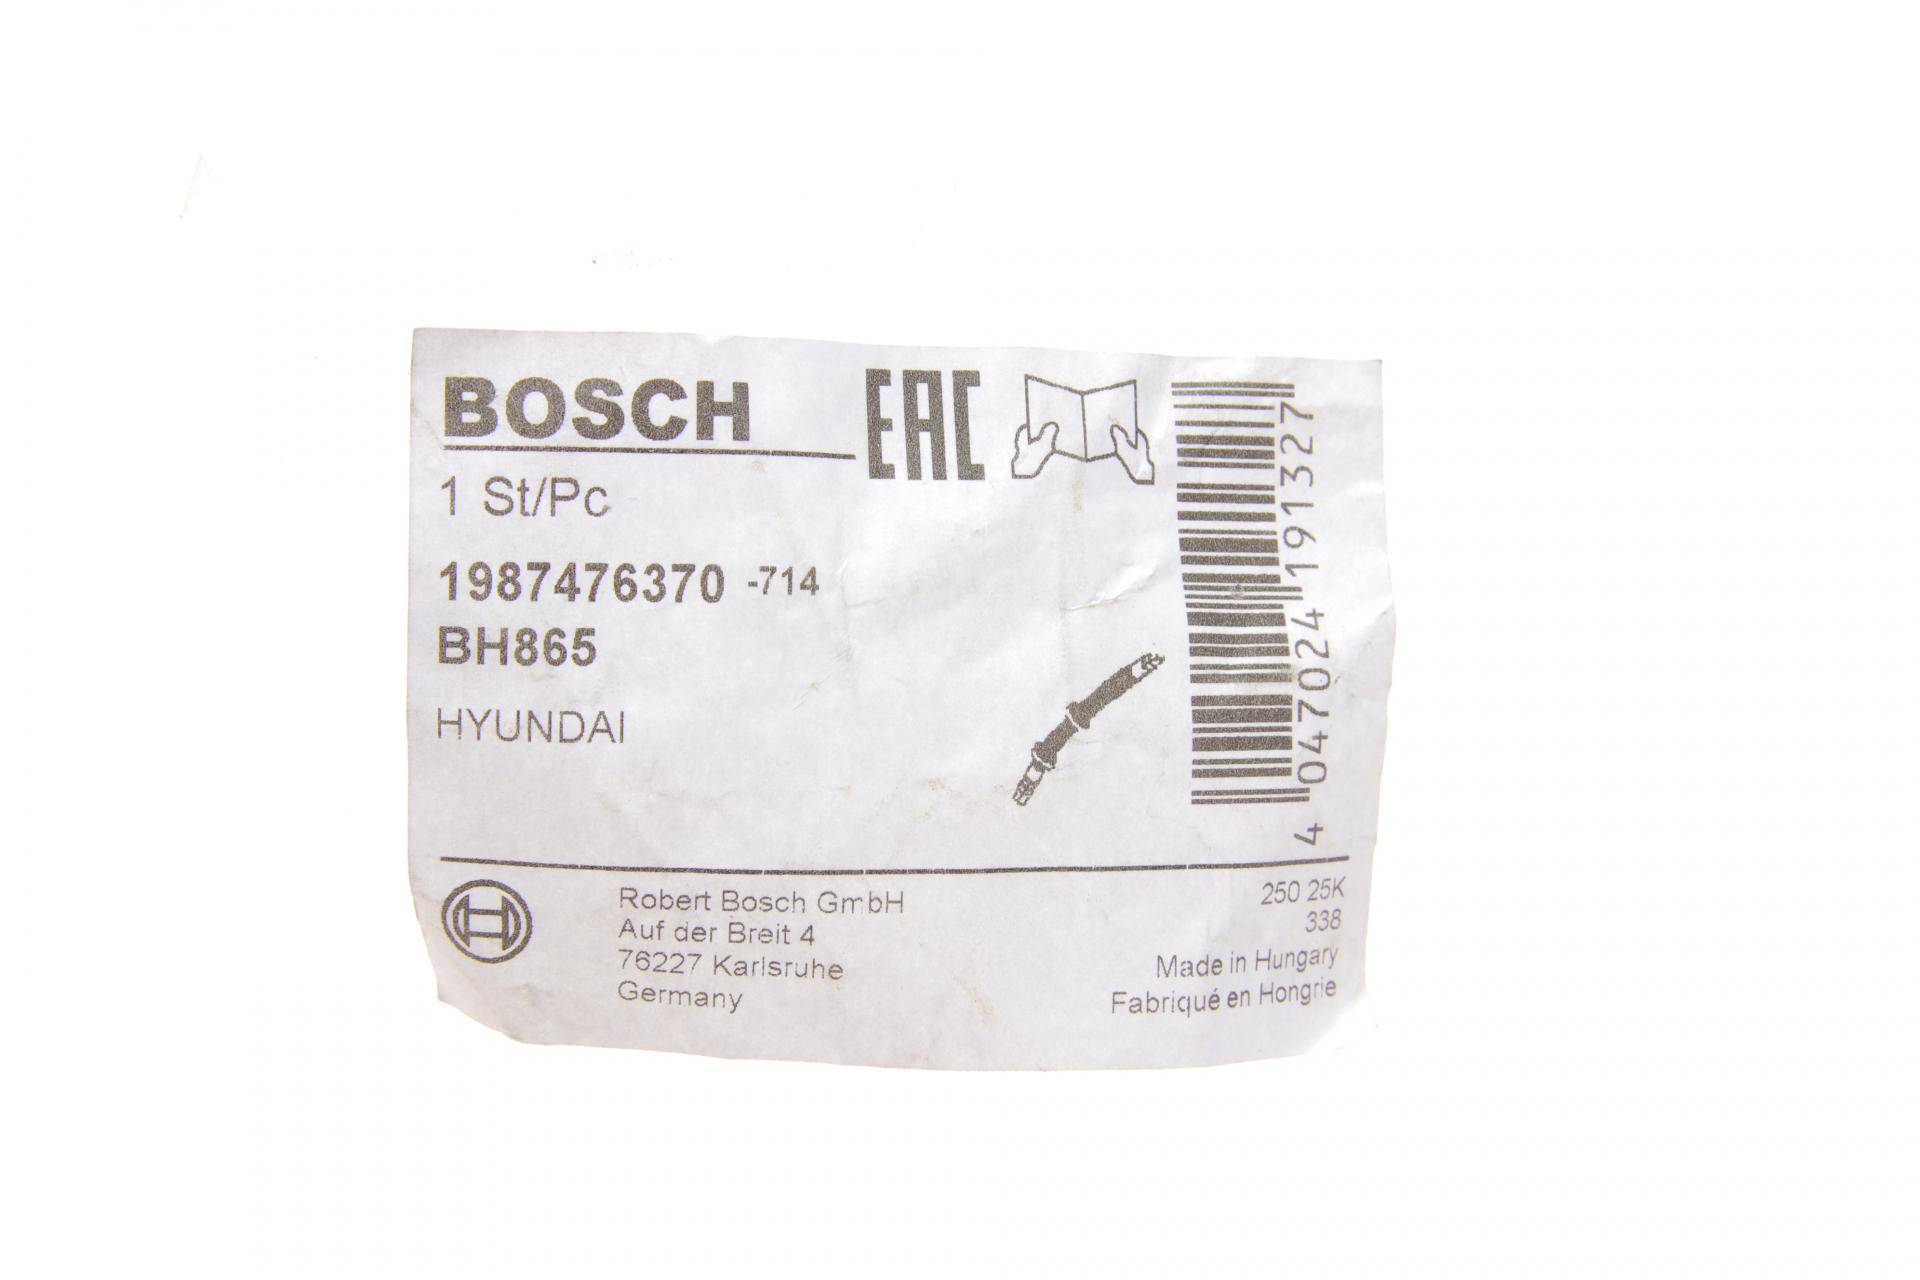 BOSCH
EAC
1 St/Pc
1987476370 -714
BH865
HYUNDAI
4 047024 191327
Robert Bosch GmbH
Auf der Breit 4
76227 Karlsruhe
Germany
250 25K
338
Made in Hungary
Fabriqué en Hongrie